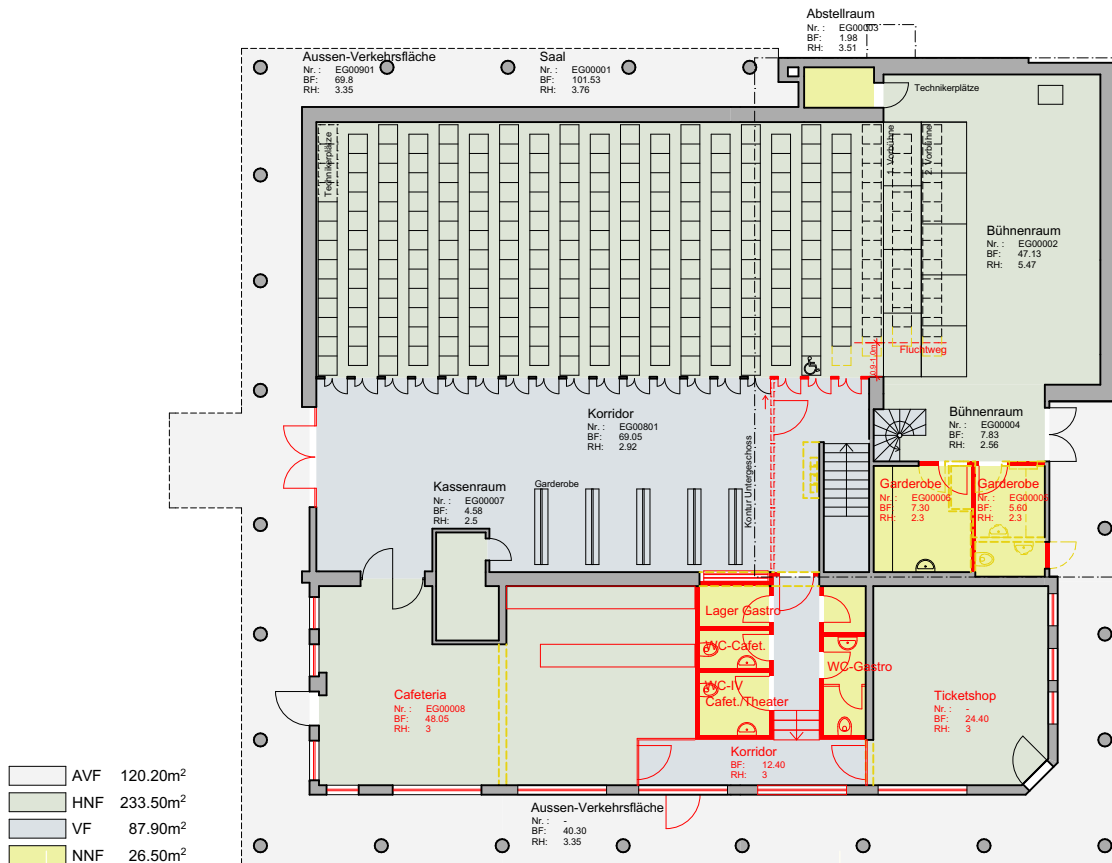 Abstellraum
Nr. : EG00003
BF: 1.98
RH: 3.51
Aussen-Verkehrsfläche
Nr. : EG00901
BF: 69.8
RH: 3.35
Saal
Nr. : EG00001
BF: 101.53
RH: 3.76
Technikerplätze
Technikerplätze
1. Vorbühne
2. Vorbühne
Bühnenraum
Nr. : EG00002
BF: 47.13
RH: 5.47
Fluchtweg
0.9-1.0m
Korridor
Nr. : EG00801
BF: 69.05
RH: 2.92
Bühnenraum
Nr. : EG00004
BF: 7.83
RH: 2.56
Kontur Untergeschoss
Kassenraum
Nr. : EG00007
BF: 4.58
RH: 2.5
Garderobe
Garderobe
Nr. : EG00006
BF: 7.30
RH: 2.3
Garderobe
Nr. :
BF: 5.60
RH: 2.3
Lager Gastro
WC-Cafet.
WC-Gastro
WC-IV
Cafet./Theater
Cafeteria
Nr. : EG00008
BF: 48.05
RH: 3
Ticketshop
Nr. : -
BF: 24.40
RH: 3
Korridor
BF: 12.40
RH: 3
Aussen-Verkehrsfläche
Nr. : -
BF: 40.30
RH: 3.35
AVF 120.20m²
HNF 233.50m²
VF 87.90m²
NNF 26.50m²